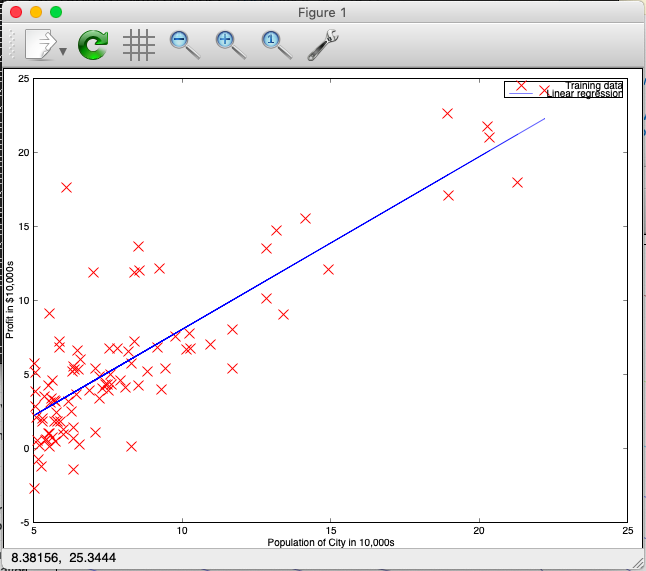 Figure 1
1
25
20
15
10
5
0
-5
Profit in $10,000s
Training data
Linear regression
5
10
15
20
25
Population of City in 10,000s
8.38156, 25.3444